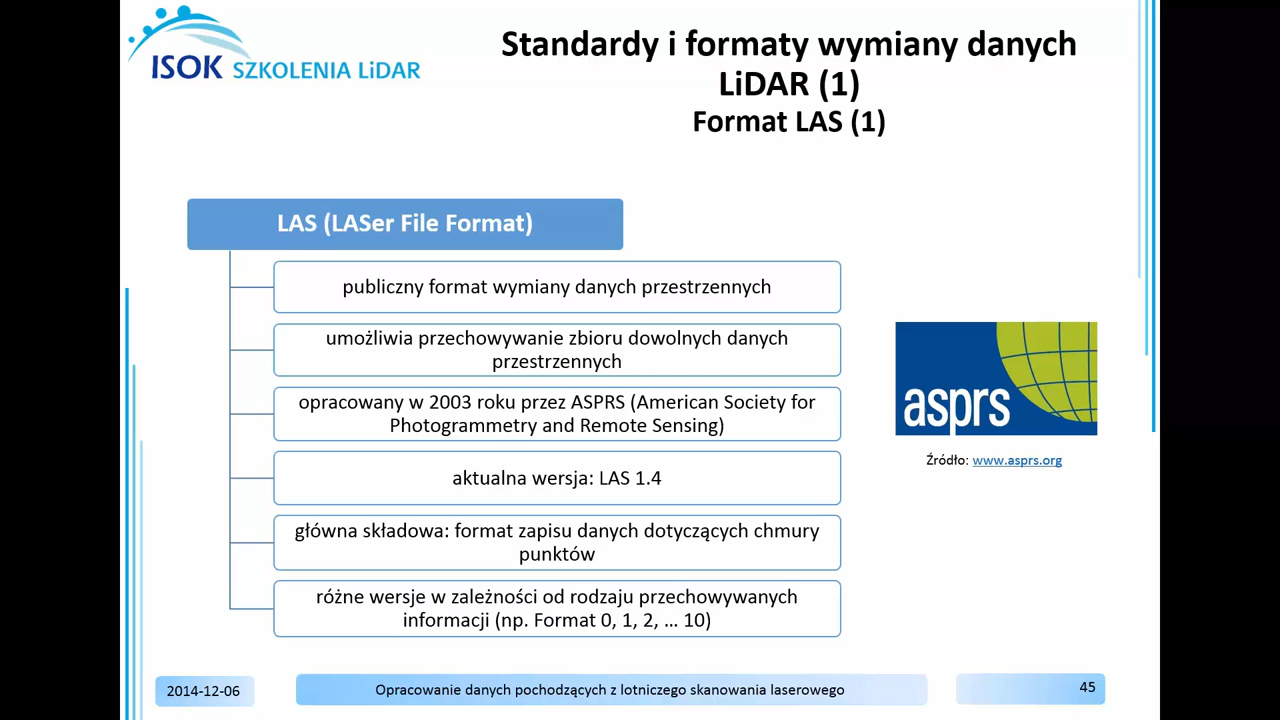 ISOK SZKOLENIA LiDAR
Standardy i formaty wymiany danych
LiDAR (1)
Format LAS (1)
LAS (LASer File Format)
publiczny format wymiany danych przestrzennych
umożliwia przechowywanie zbioru dowolnych danych
przestrzennych
opracowany w 2003 roku przez ASPRS (American Society for
Photogrammetry and Remote Sensing)
aktualna wersja: LAS 1.4
główna składowa: format zapisu danych dotyczących chmury
punktów
różne wersje w zależności od rodzaju przechowywanych
informacji (np. Format 0, 1, 2, ... 10)
asprs
Źródło: www.asprs.org
2014-12-06
Opracowanie danych pochodzących z lotniczego skanowania laserowego
45